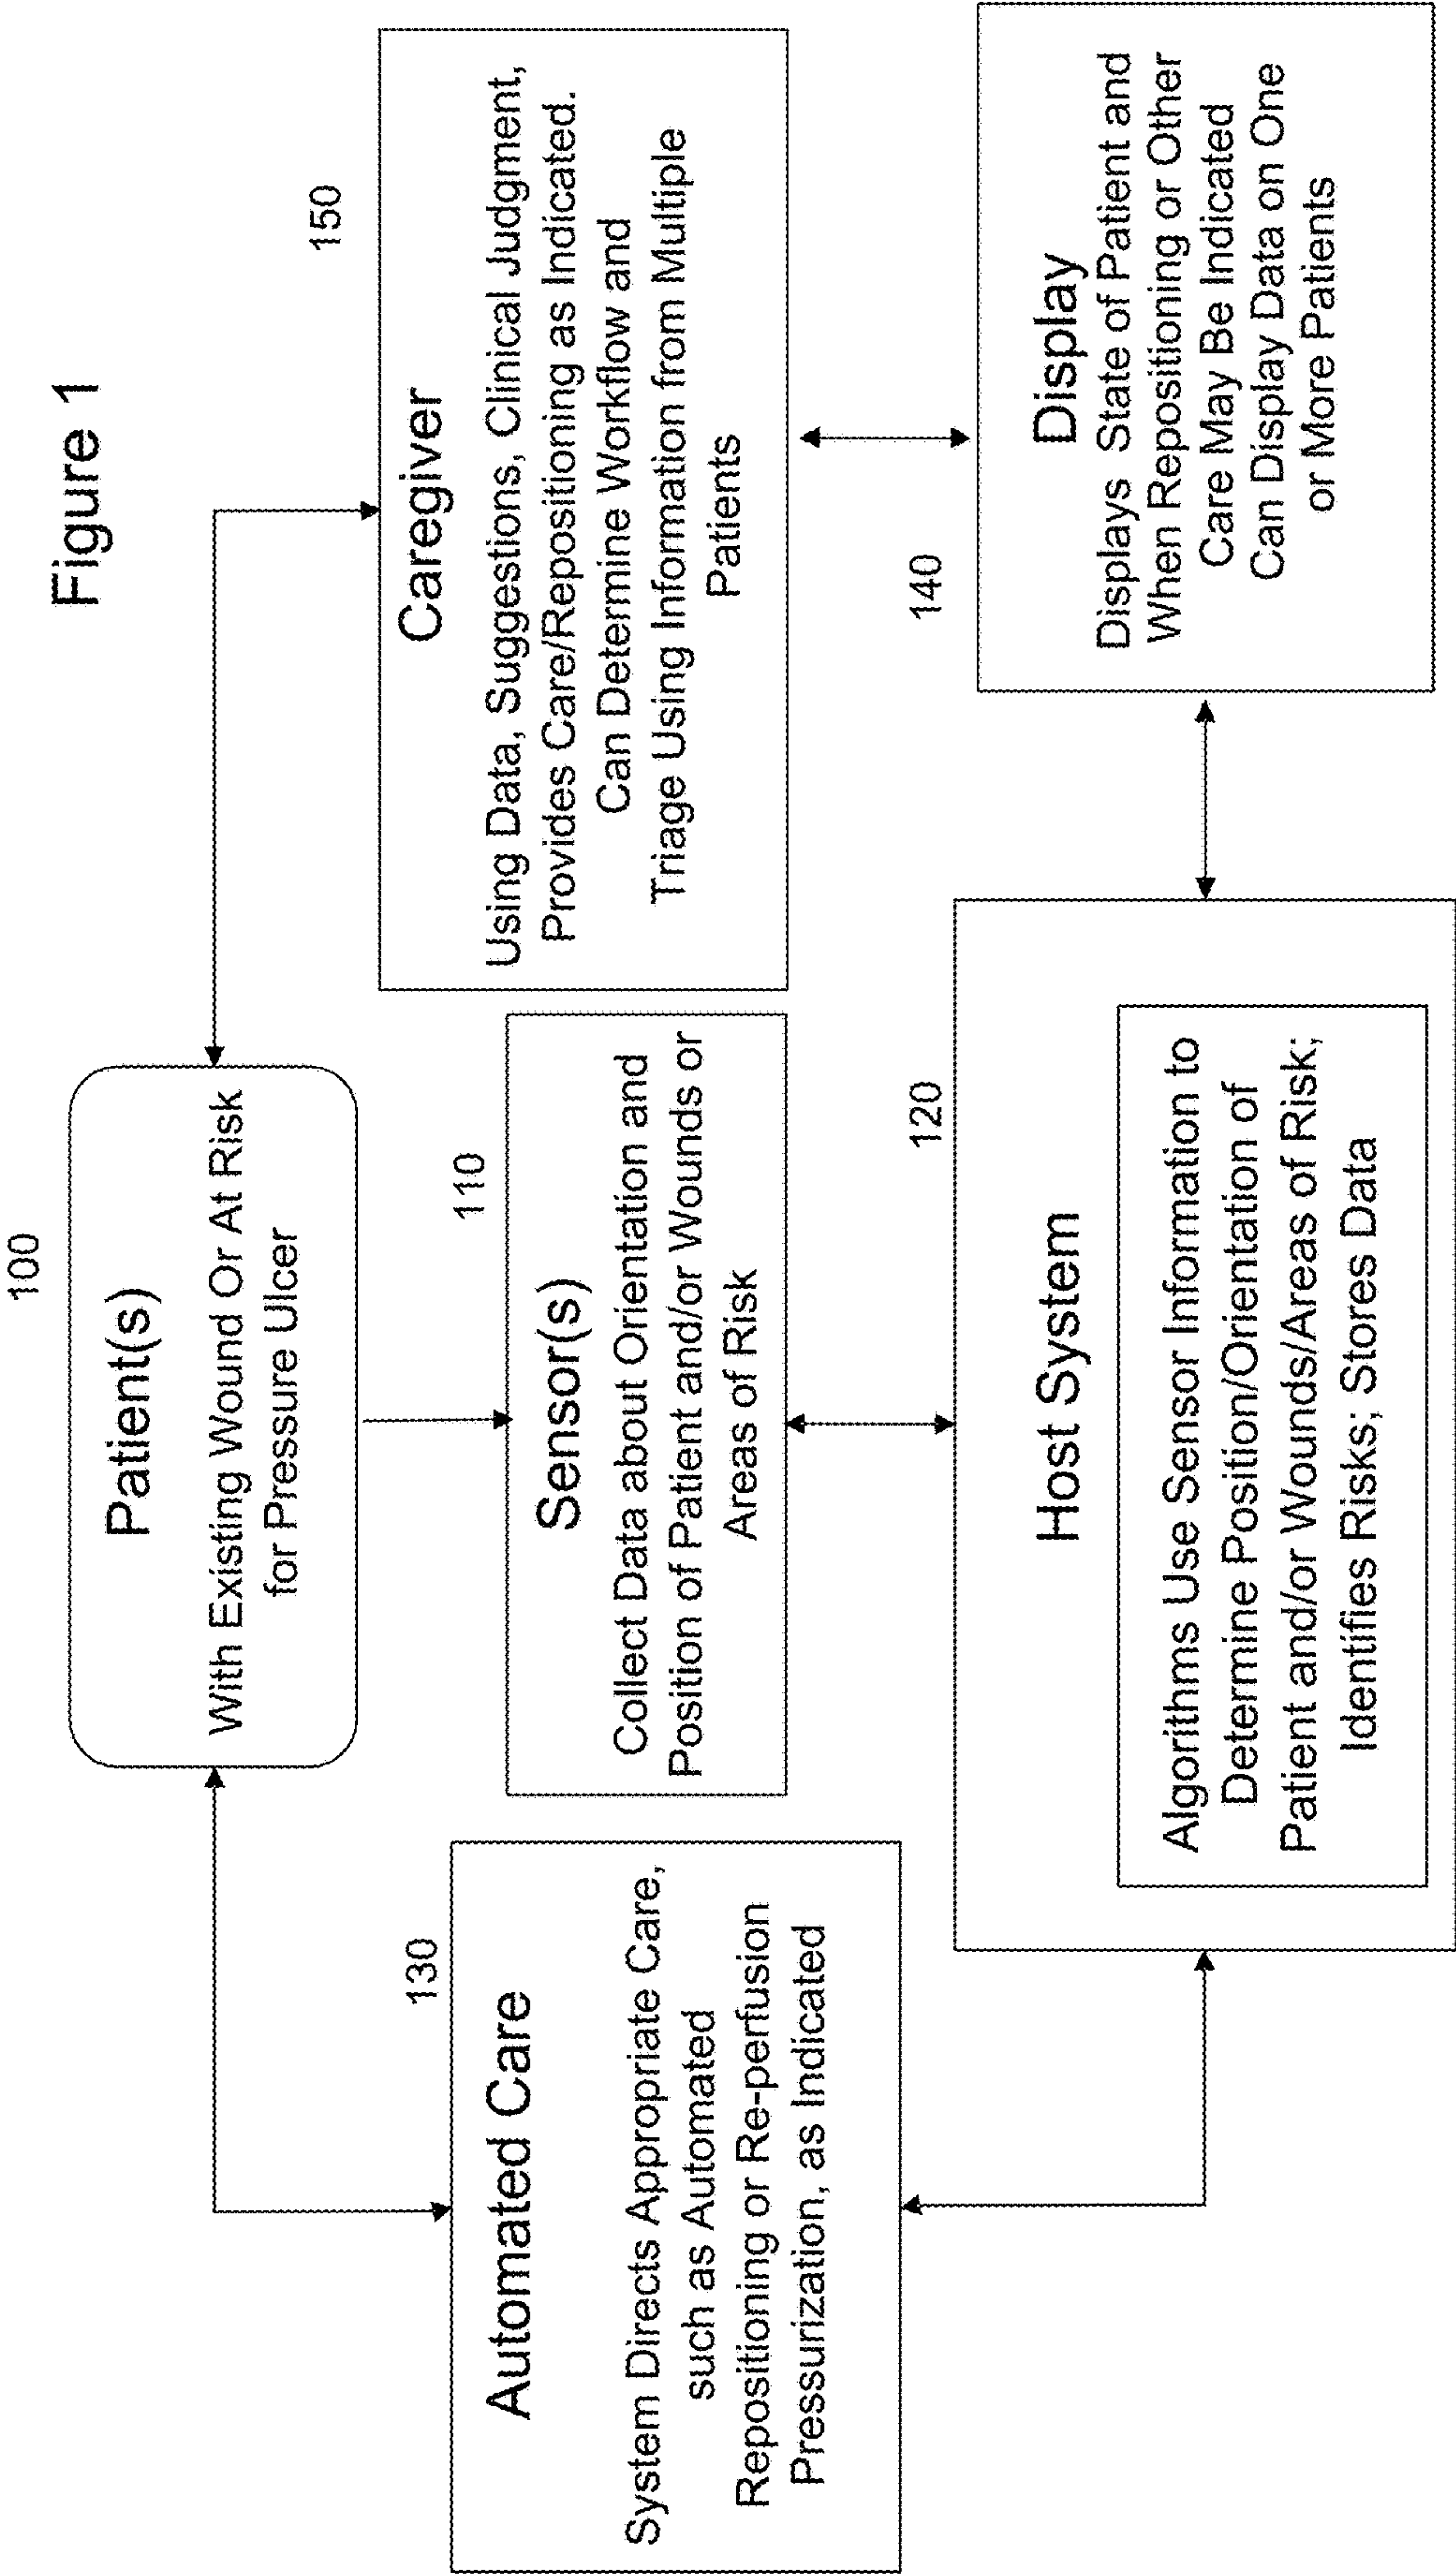 Figure 1
100
Patient(s)
With Existing Wound Or At Risk
for Pressure Ulcer
130
Automated Care
System Directs Appropriate Care,
such as Automated
Repositioning or Re-perfusion
Pressurization, as Indicated
110
Sensor(s)
Collect Data about Orientation and
Position of Patient and/or Wounds or
Areas of Risk
150
Caregiver
Using Data, Suggestions, Clinical Judgment,
Provides Care/Repositioning as Indicated.
Can Determine Workflow and
Triage Using Information from Multiple
Patients
120
Host System
Algorithms Use Sensor Information to
Determine Position/Orientation of
Patient and/or Wounds/Areas of Risk;
Identifies Risks; Stores Data
140
Display
Displays State of Patient and
When Repositioning or Other
Care May Be Indicated
Can Display Data on One
or More Patients